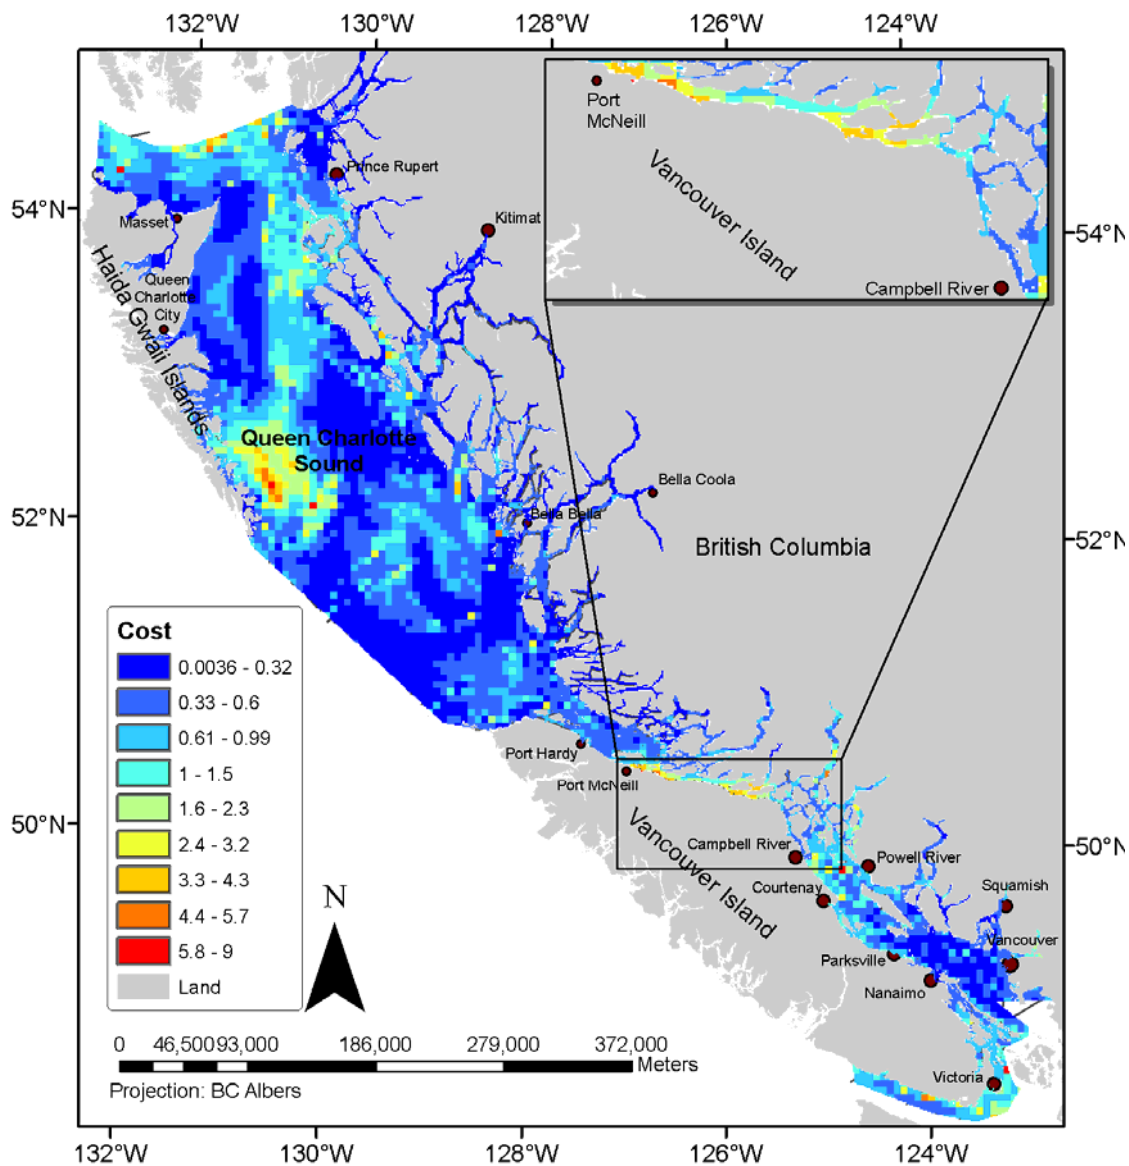 132°W 130°W 128°W 126°W 124°W
Port
McNeill
Vancouver Island
Campbell River
54°N
54°N
Prince Rupert
Masset
Kitimat
Haida Gwaii Islands
Queen
Charlotte
City
Queen Charlotte
Sound
Bella Coola
Bella Bella
52°N
52°N
British Columbia
Cost
0.0036 - 0.32
0.33 - 0.6
0.61 - 0.99
1 - 1.5
1.6 - 2.3
2.4 - 3.2
3.3 - 4.3
4.4 - 5.7
5.8 - 9
Land
Port Hardy
Port McNeill
50°N
50°N
Vancouver Island
Campbell River
Powell River
Courtenay
Squamish
Vancouver
Parksville
Nanaimo
Victoria
N
0 46,500 93,000 186,000 279,000 372,000
Meters
Projection: BC Albers
132°W 130°W 128°W 126°W 124°W